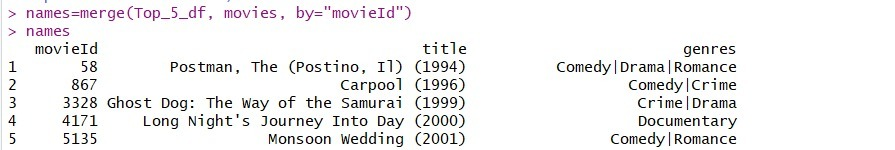 > names=merge(Top_5_df, movies, by="movieId")
> names
movieId title genres
1 58 Postman, The (Postino, Il) (1994) Comedy|Drama|Romance
2 867 Carpool (1996) Comedy|Crime
3 3328 Ghost Dog: The Way of the Samurai (1999) Crime|Drama
4 4171 Long Night's Journey Into Day (2000) Documentary
5 5135 Monsoon Wedding (2001) Comedy|Romance